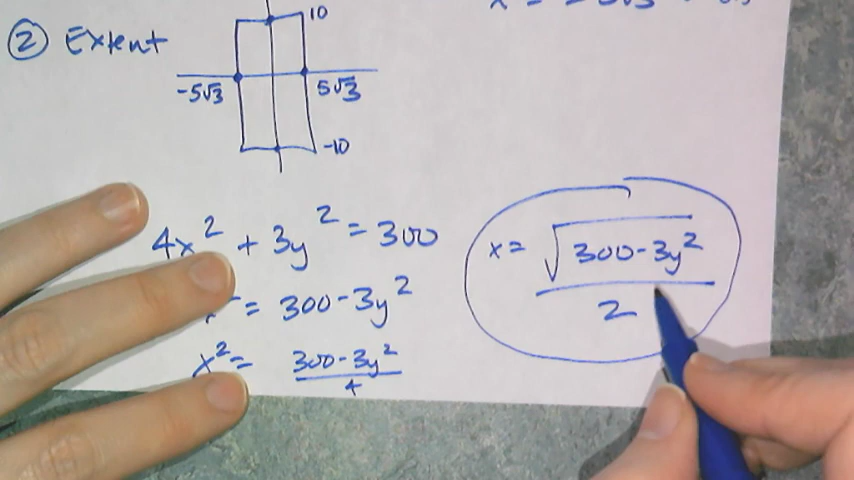 ② Extent
10
-5√3
5√3
-10
4x² + 3y² = 300
= 300-3y²
x² = (300-3y²)/4
x = √(300-3y²)/2